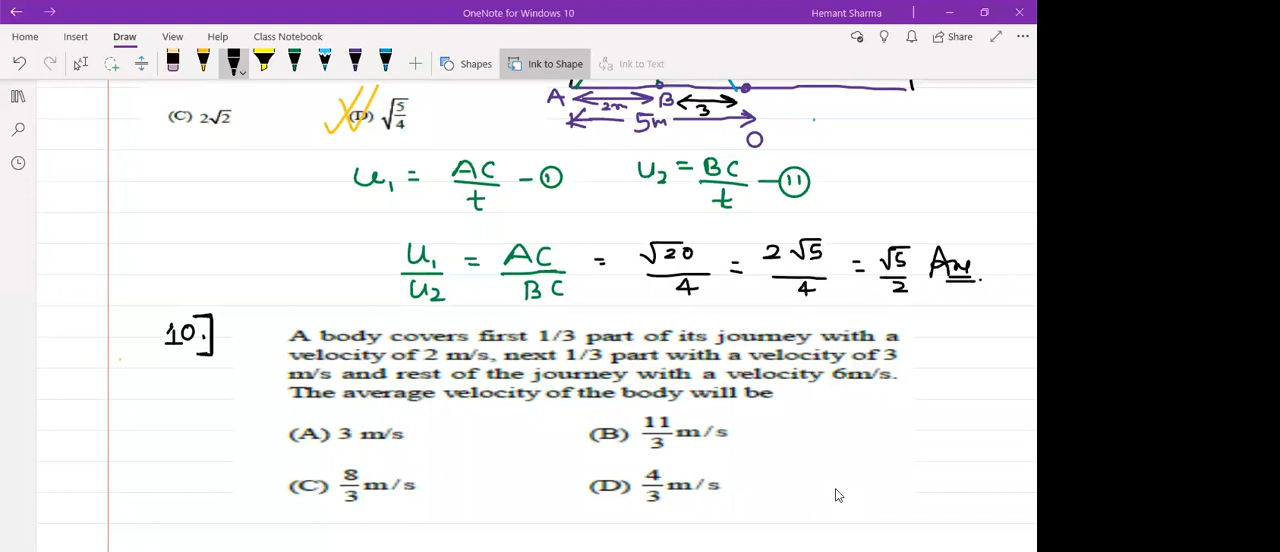 OneNote for Windows 10
Hemant Sharma
Home Insert Draw View Help Class Notebook
Share
Shapes Ink to Shape Ink to Text
A 2m B 3
5m
O
(C) 2√2 (D) √5/4
u₁ = AC/t - ① u₂ = BC/t - ⑪
u₁/u₂ = AC/BC = √20/4 = 2√5/4 = √5/2 Ans.
10.]
A body covers first 1/3 part of its journey with a
velocity of 2 m/s, next 1/3 part with a velocity of 3
m/s and rest of the journey with a velocity 6m/s.
The average velocity of the body will be
(A) 3 m/s (B) 11/3 m/s
(C) 8/3 m/s (D) 4/3 m/s